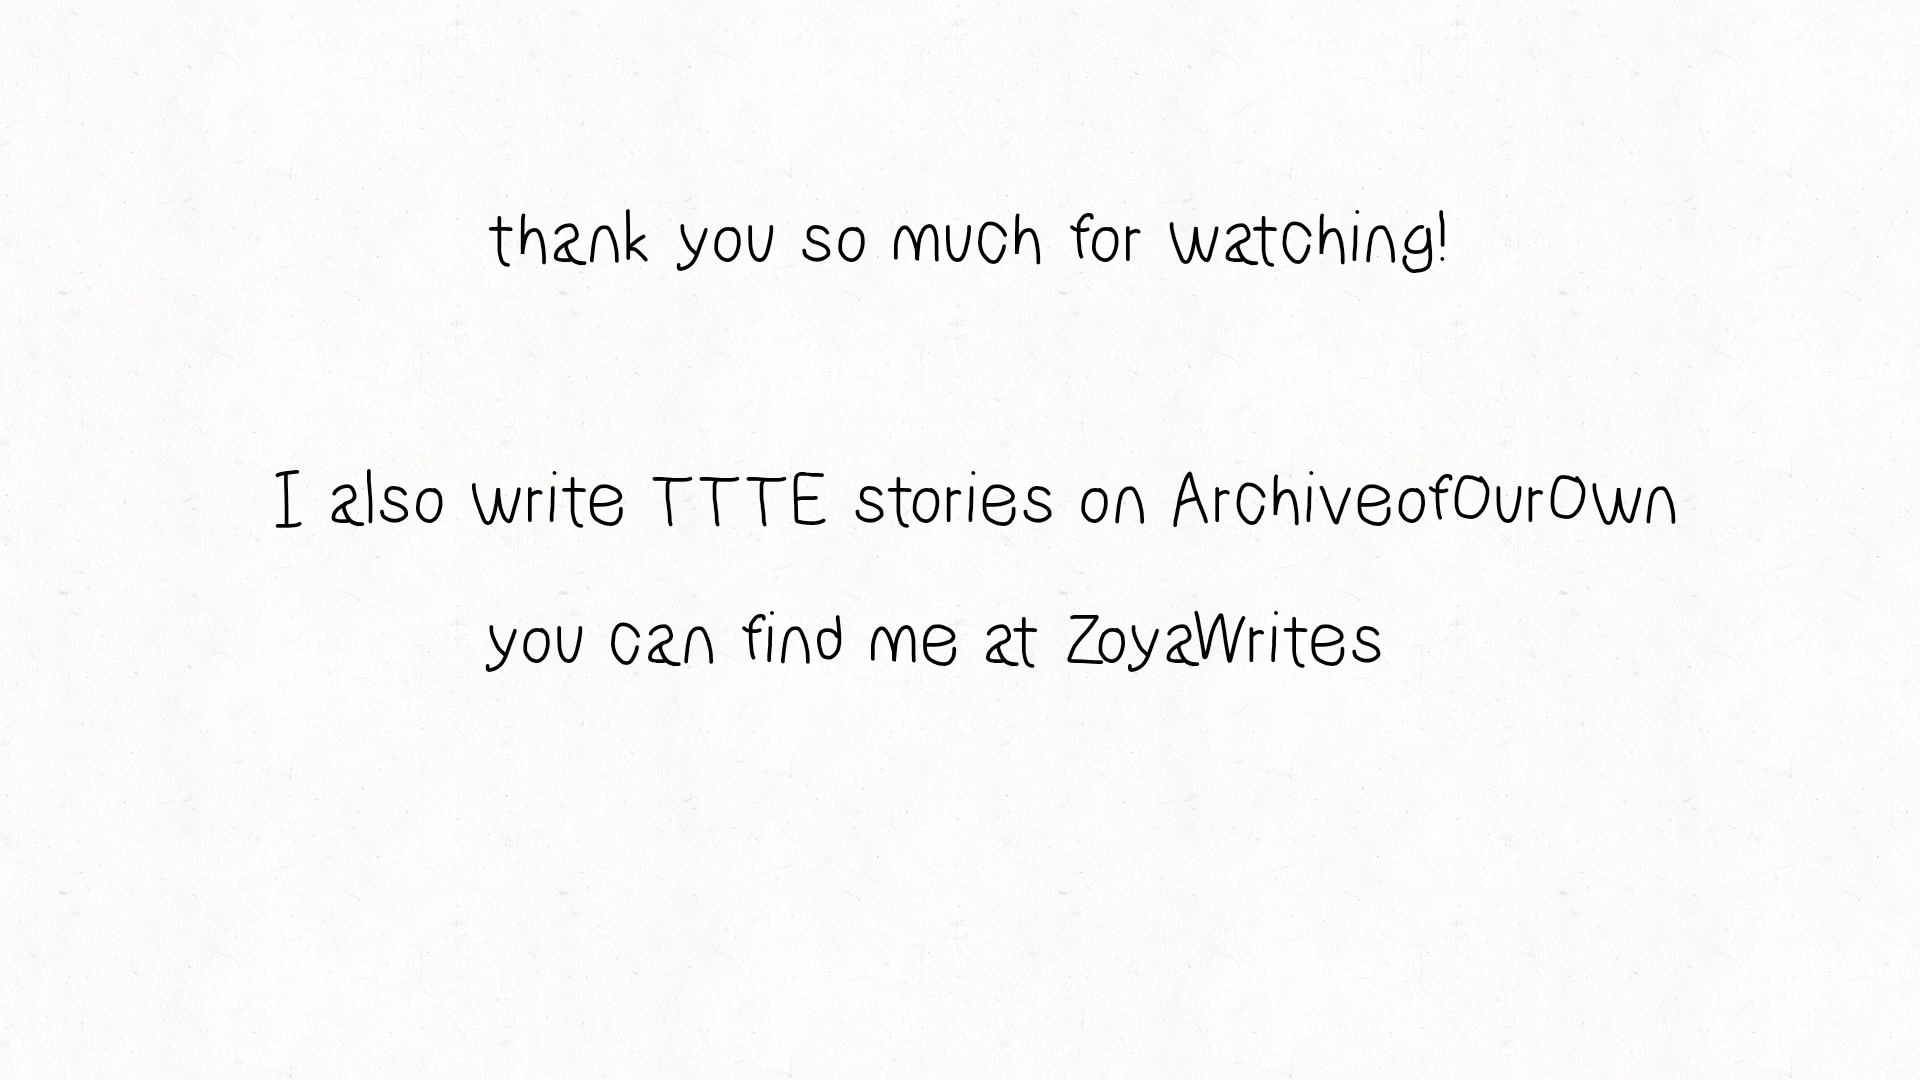 thank you so much for watching!
I also write TTTE stories on ArchiveofOurOwn
you can find me at ZoyaWrites